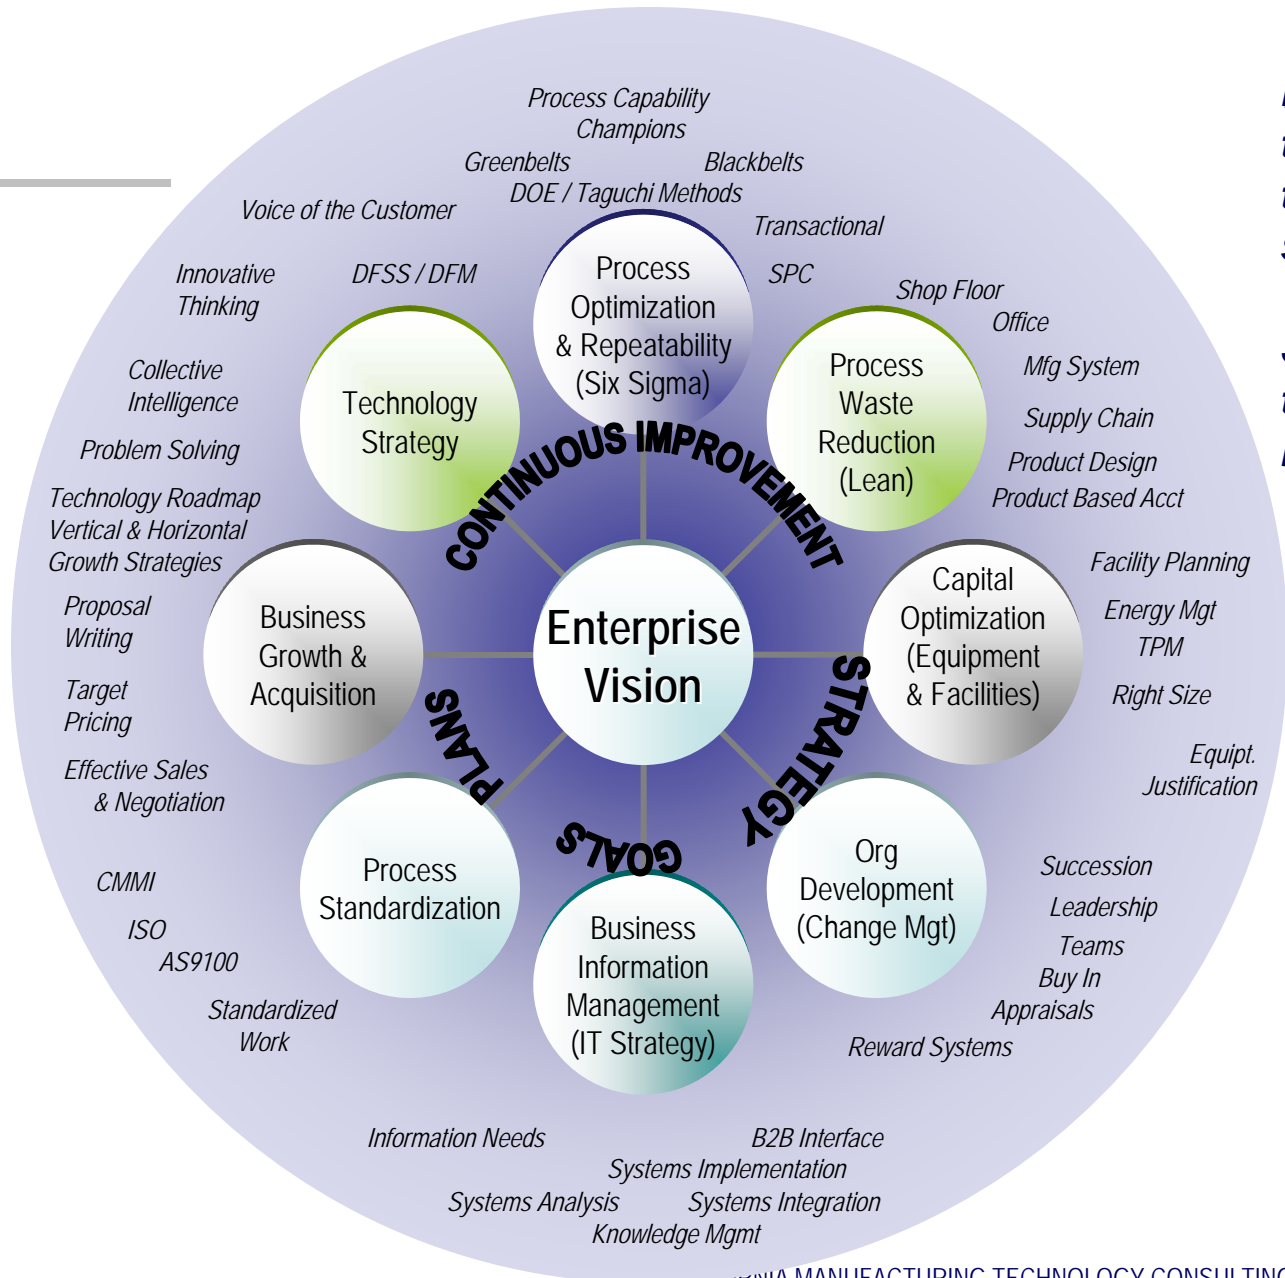 Process Capability
Champions
Greenbelts
Blackbelts
DOE / Taguchi Methods
Transactional
SPC
Voice of the Customer
DFSS / DFM
Innovative
Thinking
Collective
Intelligence
Problem Solving
Technology Roadmap
Vertical & Horizontal
Growth Strategies
Proposal
Writing
Target
Pricing
Effective Sales
& Negotiation
CMMI
ISO
AS9100
Standardized
Work
Shop Floor
Office
Mfg System
Supply Chain
Product Design
Product Based Acct
Facility Planning
Energy Mgt
TPM
Right Size
Equipt.
Justification
Succession
Leadership
Teams
Buy In
Appraisals
Reward Systems
Information Needs
B2B Interface
Systems Implementation
Systems Analysis
Systems Integration
Knowledge Mgmt
Process
Optimization
& Repeatability
(Six Sigma)
Technology
Strategy
Process
Waste
Reduction
(Lean)
Business
Growth &
Acquisition
Capital
Optimization
(Equipment
& Facilities)
Process
Standardization
Business
Information
Management
(IT Strategy)
Org
Development
(Change Mgt)
CONTINUOUS IMPROVEMENT
STRATEGY
GOALS
PLANS
Enterprise
Vision
MANUFACTURING TECHNOLOGY CONSULTING